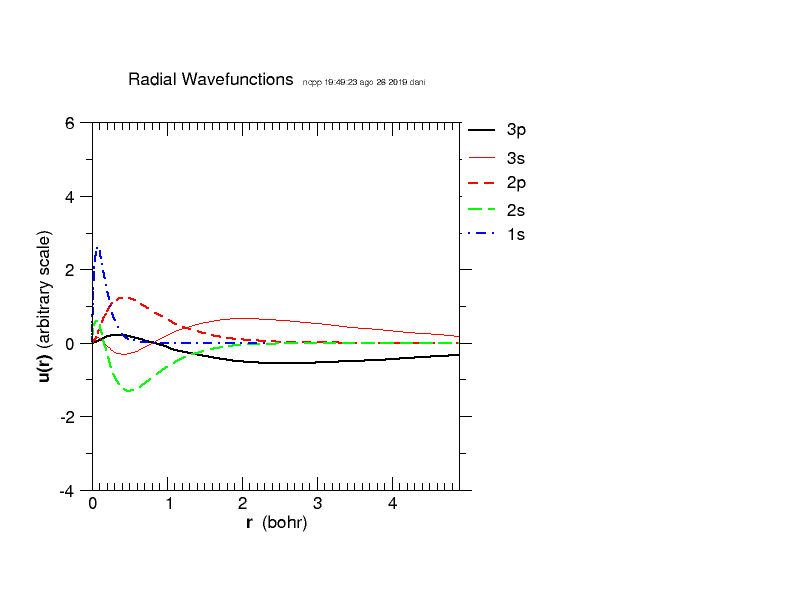 Radial Wavefunctions ncpp 19:49:23 ago 26 2019 dani
6
4
2
0
-2
-4
u(r) (arbitrary scale)
0 1 2 3 4
r (bohr)
3p
3s
2p
2s
1s